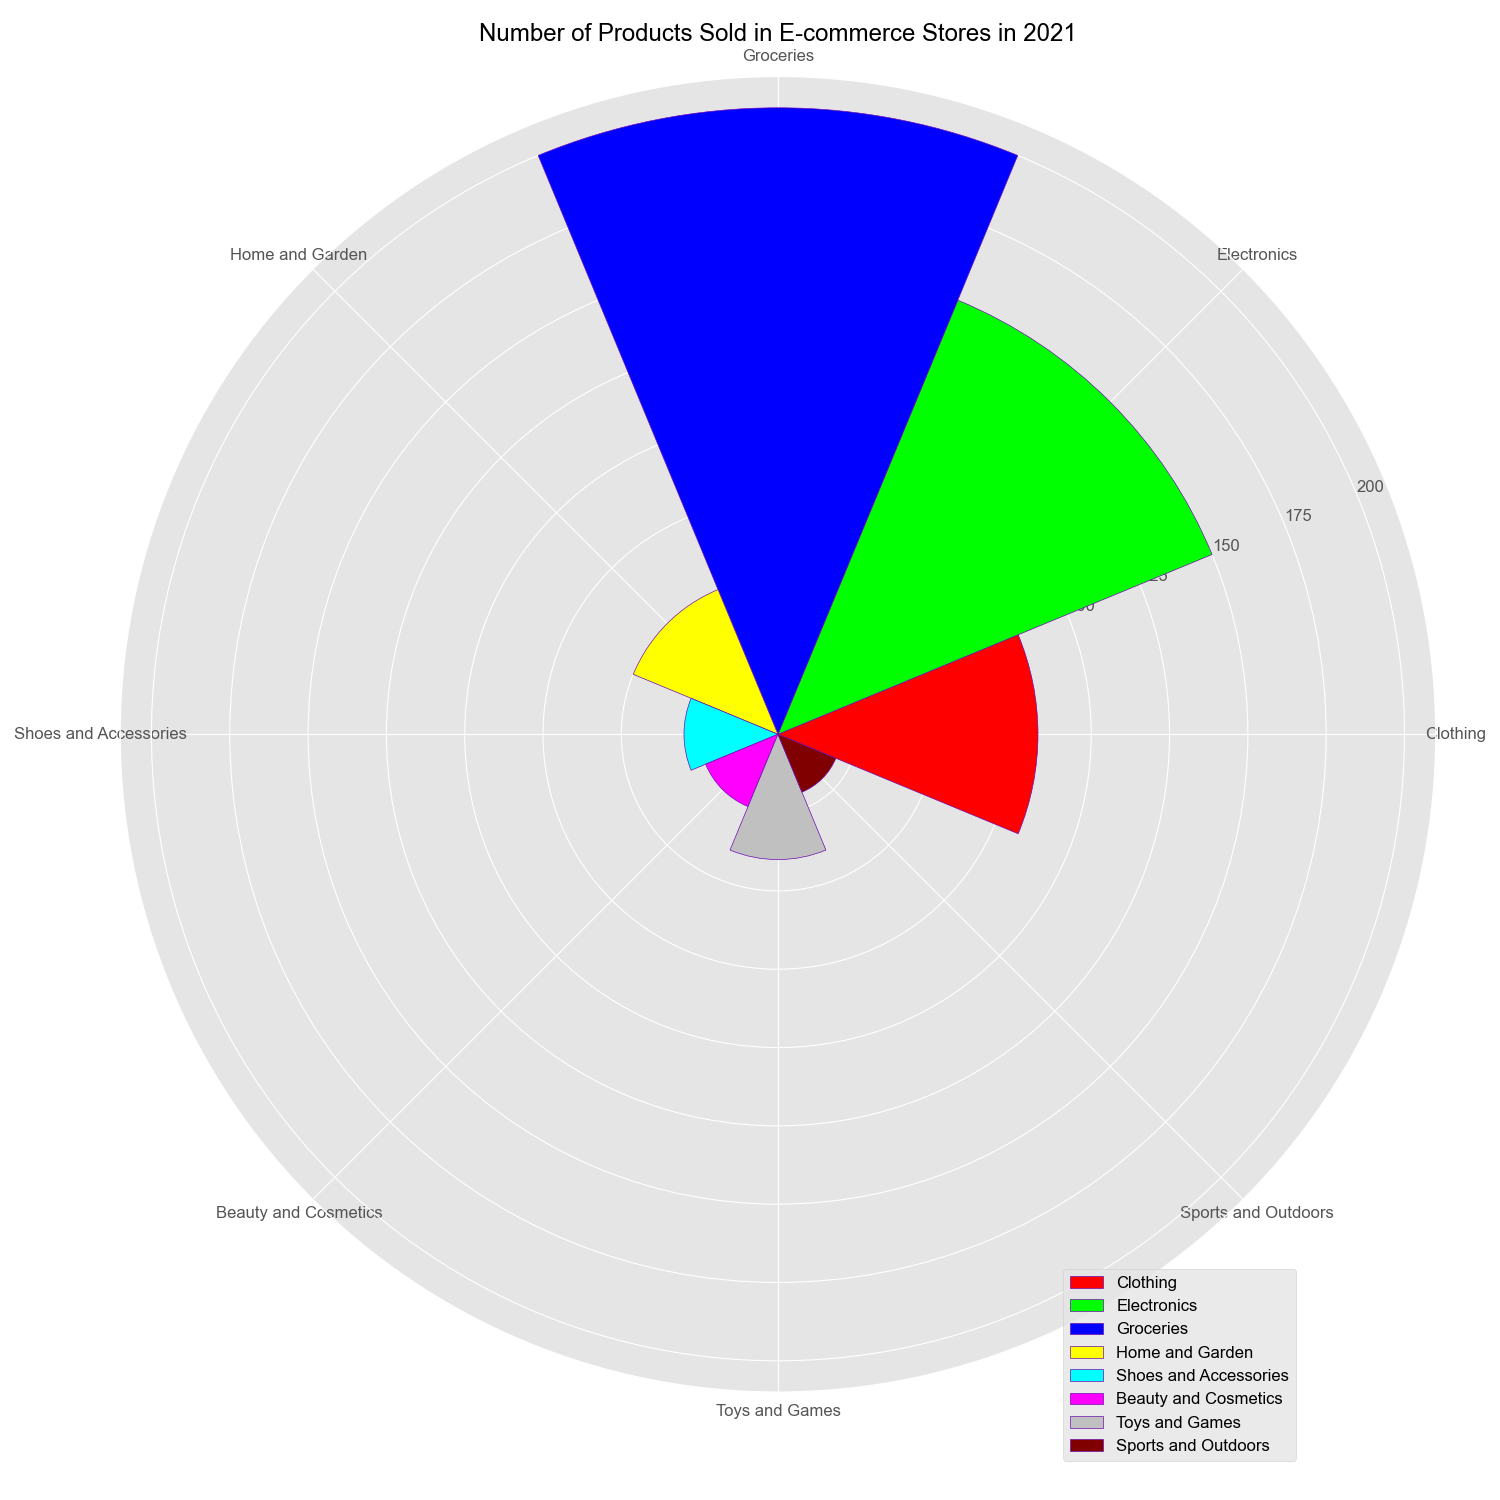 Number of Products Sold in E-commerce Stores in 2021
Groceries
Home and Garden
Electronics
200
175
150
Shoes and Accessories
Clothing
Beauty and Cosmetics
Sports and Outdoors
Toys and Games
Clothing
Electronics
Groceries
Home and Garden
Shoes and Accessories
Beauty and Cosmetics
Toys and Games
Sports and Outdoors